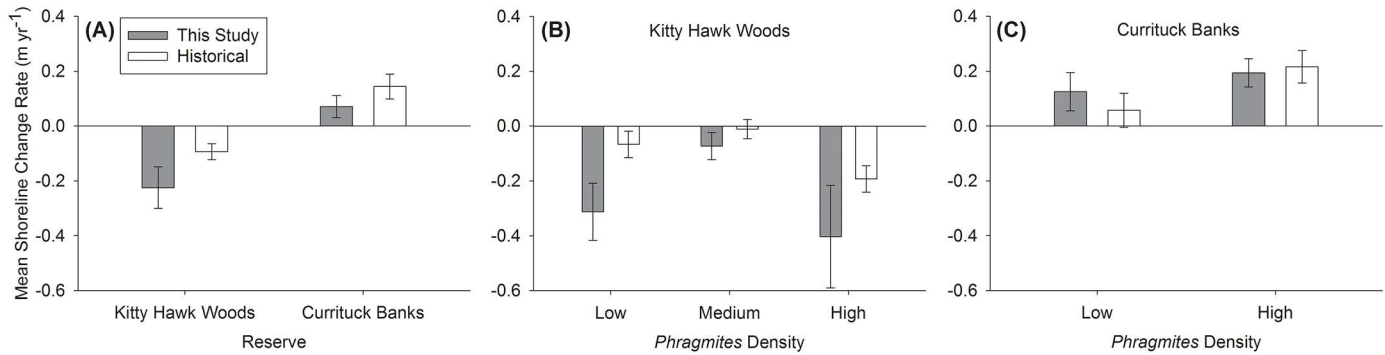 Mean Shoreline Change Rate (m yr-1)
(A)
This Study
Historical
0.4
0.2
0.0
-0.2
-0.4
-0.6
Kitty Hawk Woods Currituck Banks
Reserve
(B) Kitty Hawk Woods
0.4
0.2
0.0
-0.2
-0.4
-0.6
Low Medium High
Phragmites Density
(C) Currituck Banks
0.4
0.2
0.0
-0.2
-0.4
-0.6
Low High
Phragmites Density